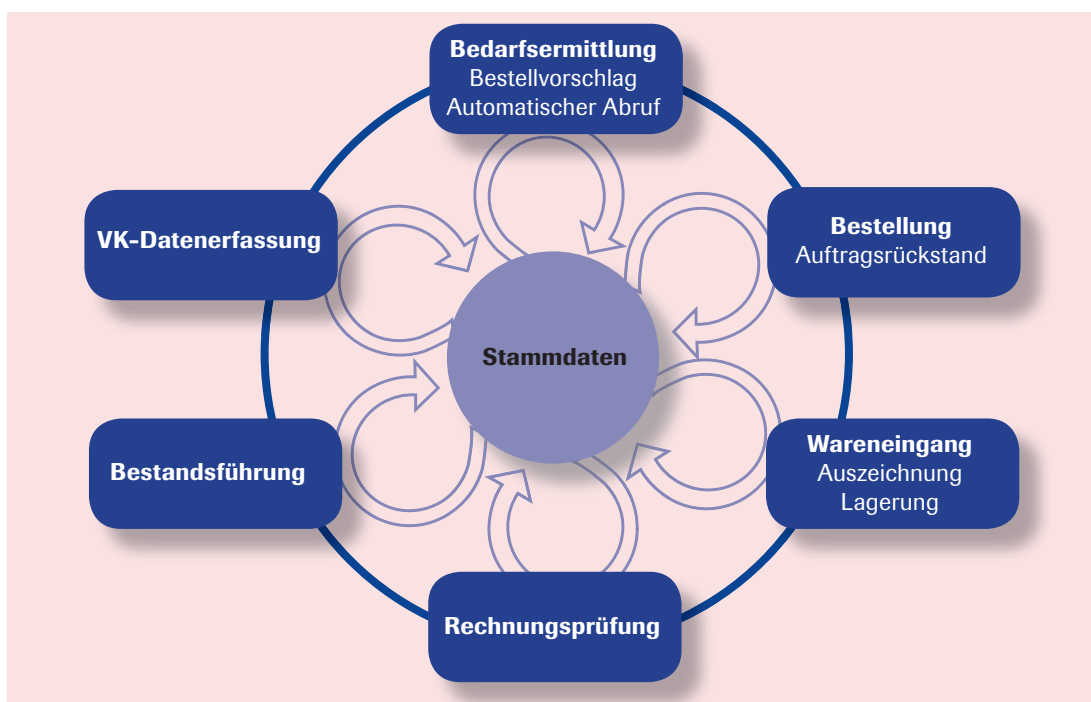 Bedarfsermittlung
Bestellvorschlag
Automatischer Abruf
VK-Datenerfassung
Bestellung
Auftragsrückstand
Stammdaten
Bestandsführung
Wareneingang
Auszeichnung
Lagerung
Rechnungsprüfung